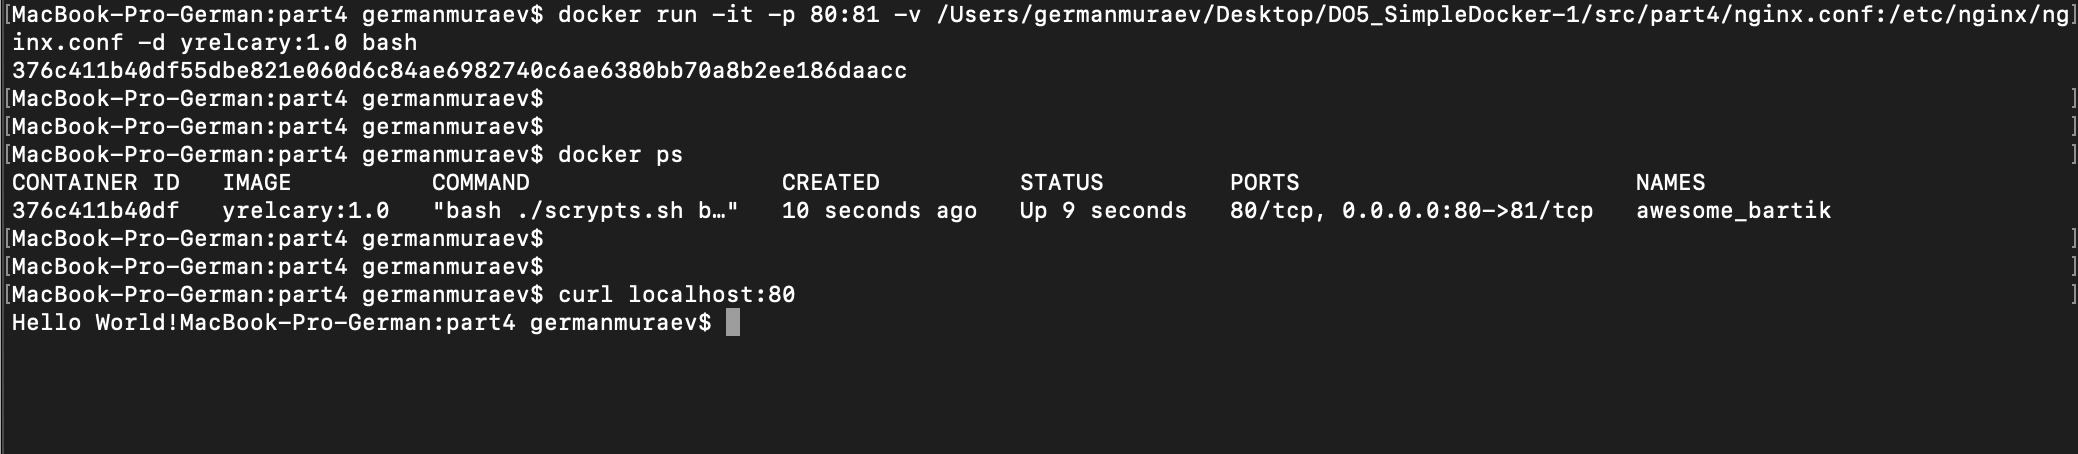 [MacBook-Pro-German:part4 germanmuraev$ docker run -it -p 80:81 -v /Users/germanmuraev/Desktop/DO5_SimpleDocker-1/src/part4/nginx.conf:/etc/nginx/ng]
inx.conf -d yrelcary:1.0 bash
376c411b40df55dbe821e060d6c84ae6982740c6ae6380bb70a8b2ee186daacc
[MacBook-Pro-German:part4 germanmuraev$ ]
[MacBook-Pro-German:part4 germanmuraev$ ]
[MacBook-Pro-German:part4 germanmuraev$ docker ps ]
CONTAINER ID   IMAGE          COMMAND                  CREATED          STATUS         PORTS                        NAMES
376c411b40df   yrelcary:1.0   "bash ./scrypts.sh b…"   10 seconds ago   Up 9 seconds   80/tcp, 0.0.0.0:80->81/tcp   awesome_bartik
[MacBook-Pro-German:part4 germanmuraev$ ]
[MacBook-Pro-German:part4 germanmuraev$ ]
[MacBook-Pro-German:part4 germanmuraev$ curl localhost:80 ]
Hello World!MacBook-Pro-German:part4 germanmuraev$